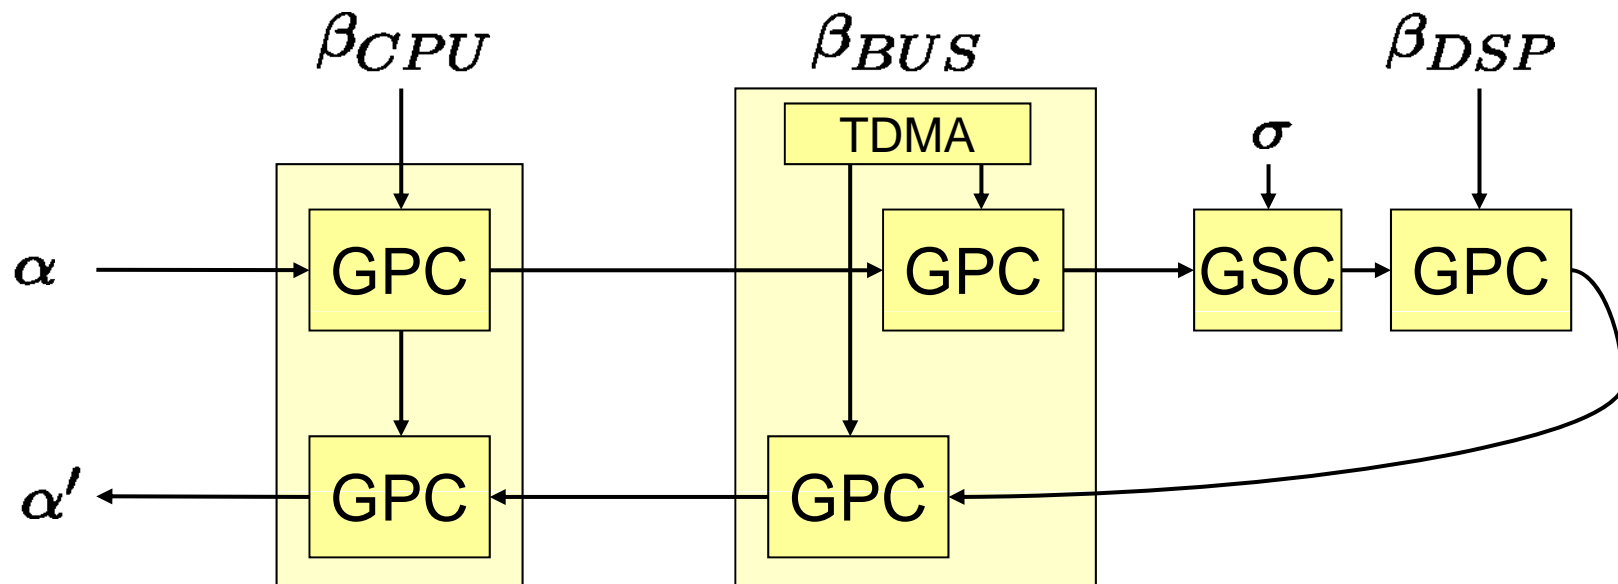 β_CPU β_BUS β_DSP
TDMA σ
α GPC GPC GSC GPC
α′ GPC GPC